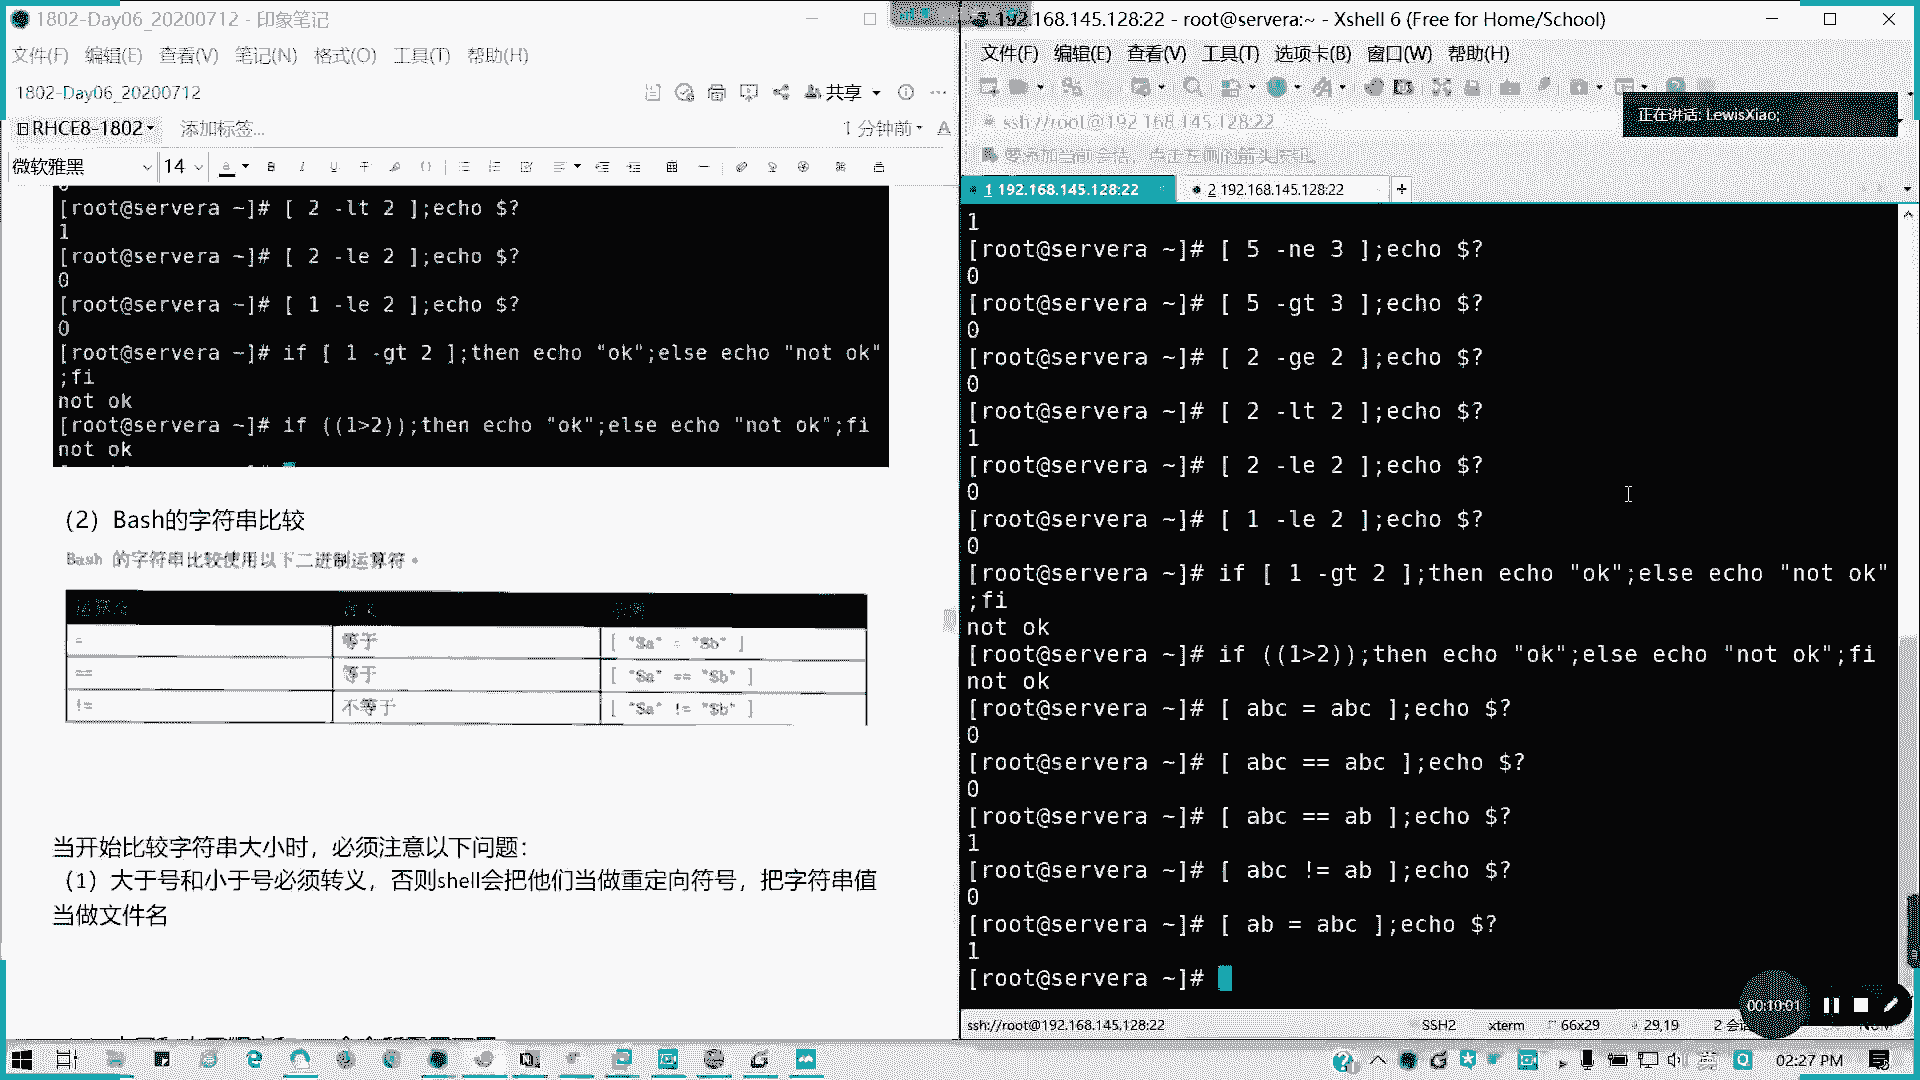 1802-Day06_20200712 - 印象笔记
文件(F) 编辑(E) 查看(V) 笔记(N) 格式(O) 工具(T) 帮助(H)
1802-Day06_20200712
共享
RHCE8-1802 添加标签...
1 分钟前
微软雅黑 14
[root@servera ~]# [ 2 -lt 2 ];echo $?
1
[root@servera ~]# [ 2 -le 2 ];echo $?
0
[root@servera ~]# [ 1 -le 2 ];echo $?
0
[root@servera ~]# if [ 1 -gt 2 ];then echo "ok";else echo "not ok"
;fi
not ok
[root@servera ~]# if ((1>2));then echo "ok";else echo "not ok";fi
not ok
（2）Bash的字符串比较
Bash 的字符串比较使用以下二进制运算符。
运算符 含义 示例
= 等于 [ "$a" = "$b" ]
== 等于 [ "$a" == "$b" ]
!= 不等于 [ "$a" != "$b" ]
当开始比较字符串大小时，必须注意以下问题：
（1）大于号和小于号必须转义，否则shell会把他们当做重定向符号，把字符串值
当做文件名
192.168.145.128:22 - root@servera:~ - Xshell 6 (Free for Home/School)
文件(F) 编辑(E) 查看(V) 工具(T) 选项卡(B) 窗口(W) 帮助(H)
ssh://root@192.168.145.128:22
正在讲话: LewisXiao;
要添加当前会话，点击左侧的箭头按钮。
1 192.168.145.128:22 2 192.168.145.128:22 +
1
[root@servera ~]# [ 5 -ne 3 ];echo $?
0
[root@servera ~]# [ 5 -gt 3 ];echo $?
0
[root@servera ~]# [ 2 -ge 2 ];echo $?
0
[root@servera ~]# [ 2 -lt 2 ];echo $?
1
[root@servera ~]# [ 2 -le 2 ];echo $?
0
[root@servera ~]# [ 1 -le 2 ];echo $?
0
[root@servera ~]# if [ 1 -gt 2 ];then echo "ok";else echo "not ok"
;fi
not ok
[root@servera ~]# if ((1>2));then echo "ok";else echo "not ok";fi
not ok
[root@servera ~]# [ abc = abc ];echo $?
0
[root@servera ~]# [ abc == abc ];echo $?
0
[root@servera ~]# [ abc == ab ];echo $?
1
[root@servera ~]# [ abc != ab ];echo $?
0
[root@servera ~]# [ ab = abc ];echo $?
1
[root@servera ~]#
00:10:01
ssh://root@192.168.145.128:22 SSH2 xterm 66x29 29,19
02:27 PM